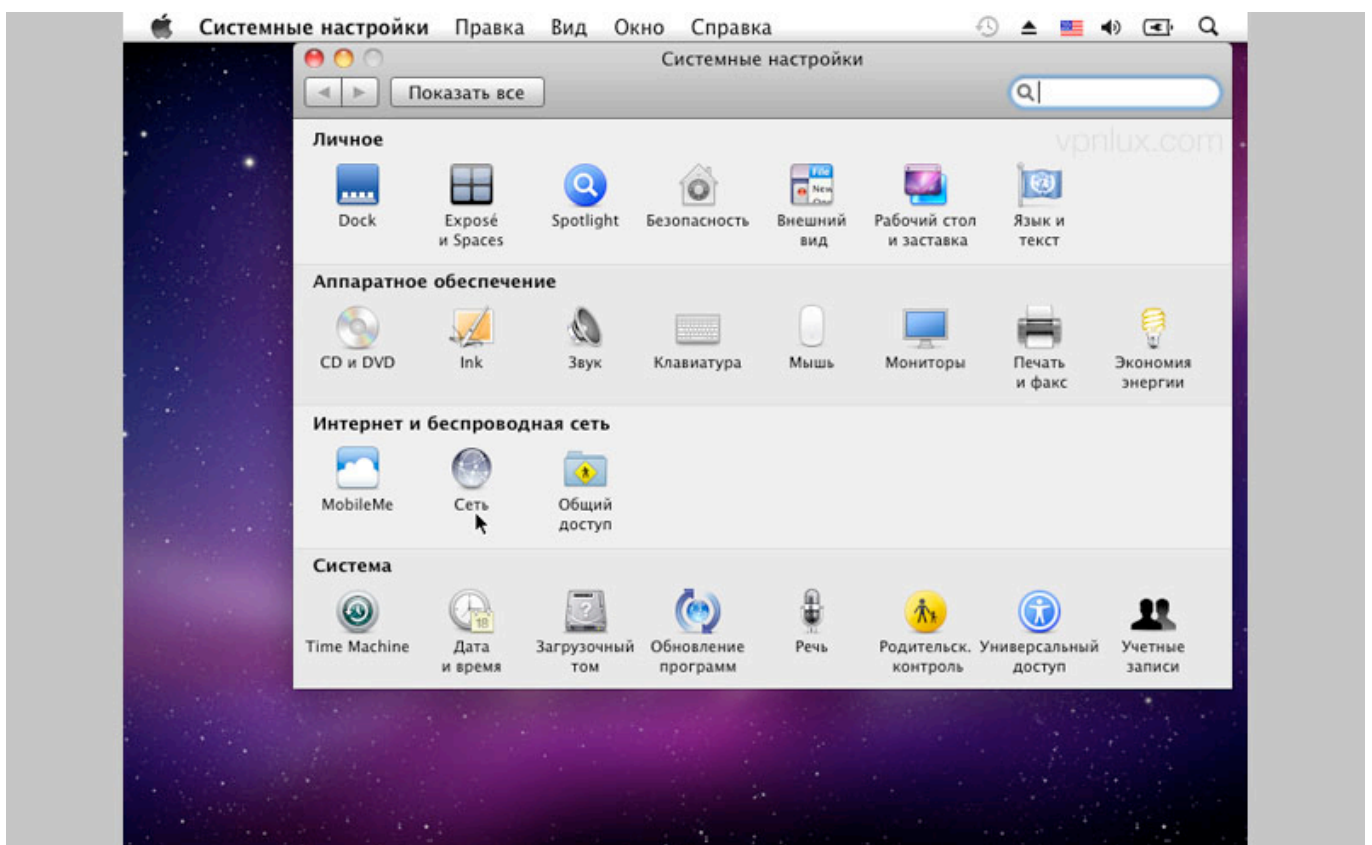 Системные настройки Правка Вид Окно Справка
Системные настройки
Показать все
vpnlux.com
Личное
Dock Exposé и Spaces Spotlight Безопасность Внешний вид Рабочий стол и заставка Язык и текст
Аппаратное обеспечение
CD и DVD Ink Звук Клавиатура Мышь Мониторы Печать и факс Экономия энергии
Интернет и беспроводная сеть
MobileMe Сеть Общий доступ
Система
Time Machine Дата и время Загрузочный том Обновление программ Речь Родительск. контроль Универсальный доступ Учетные записи